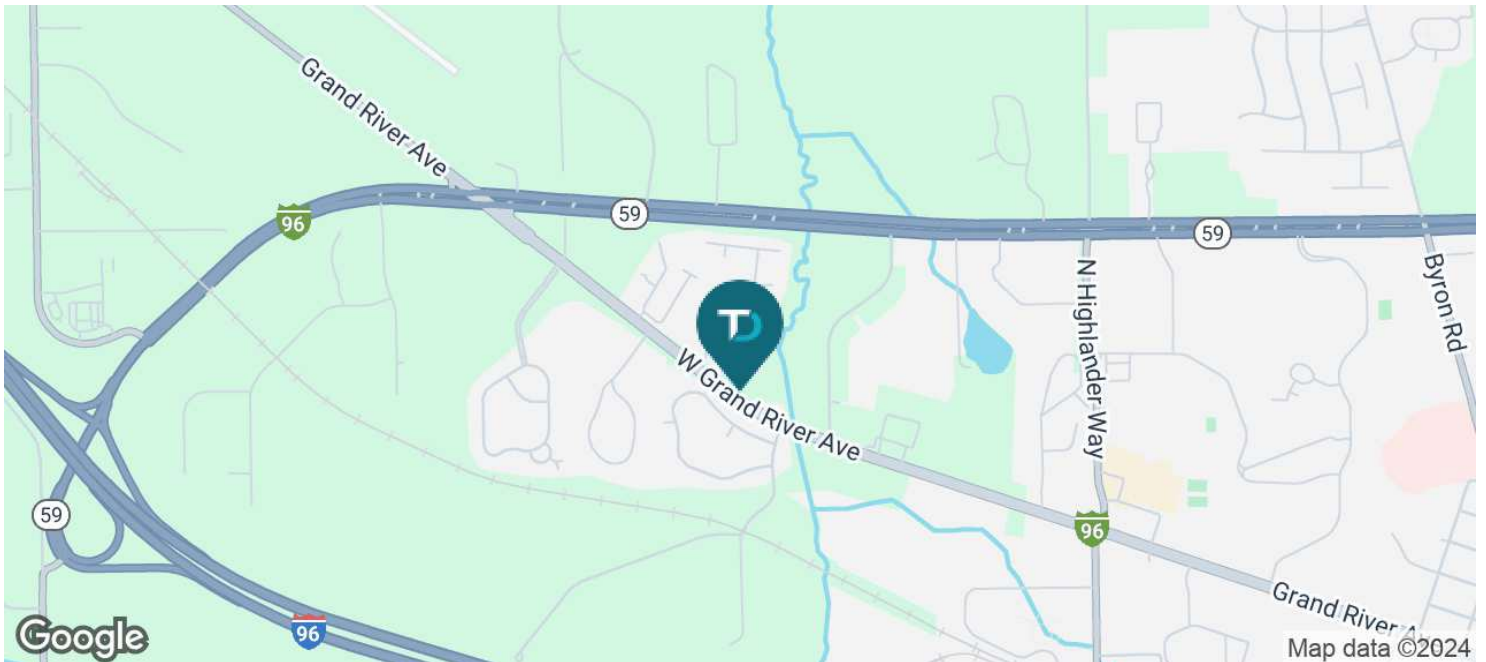 Grand River Ave
96
59
59
TD
W Grand River Ave
N Highlander Way
Byron Rd
59
96
96
Grand River Av
Google
Map data ©2024